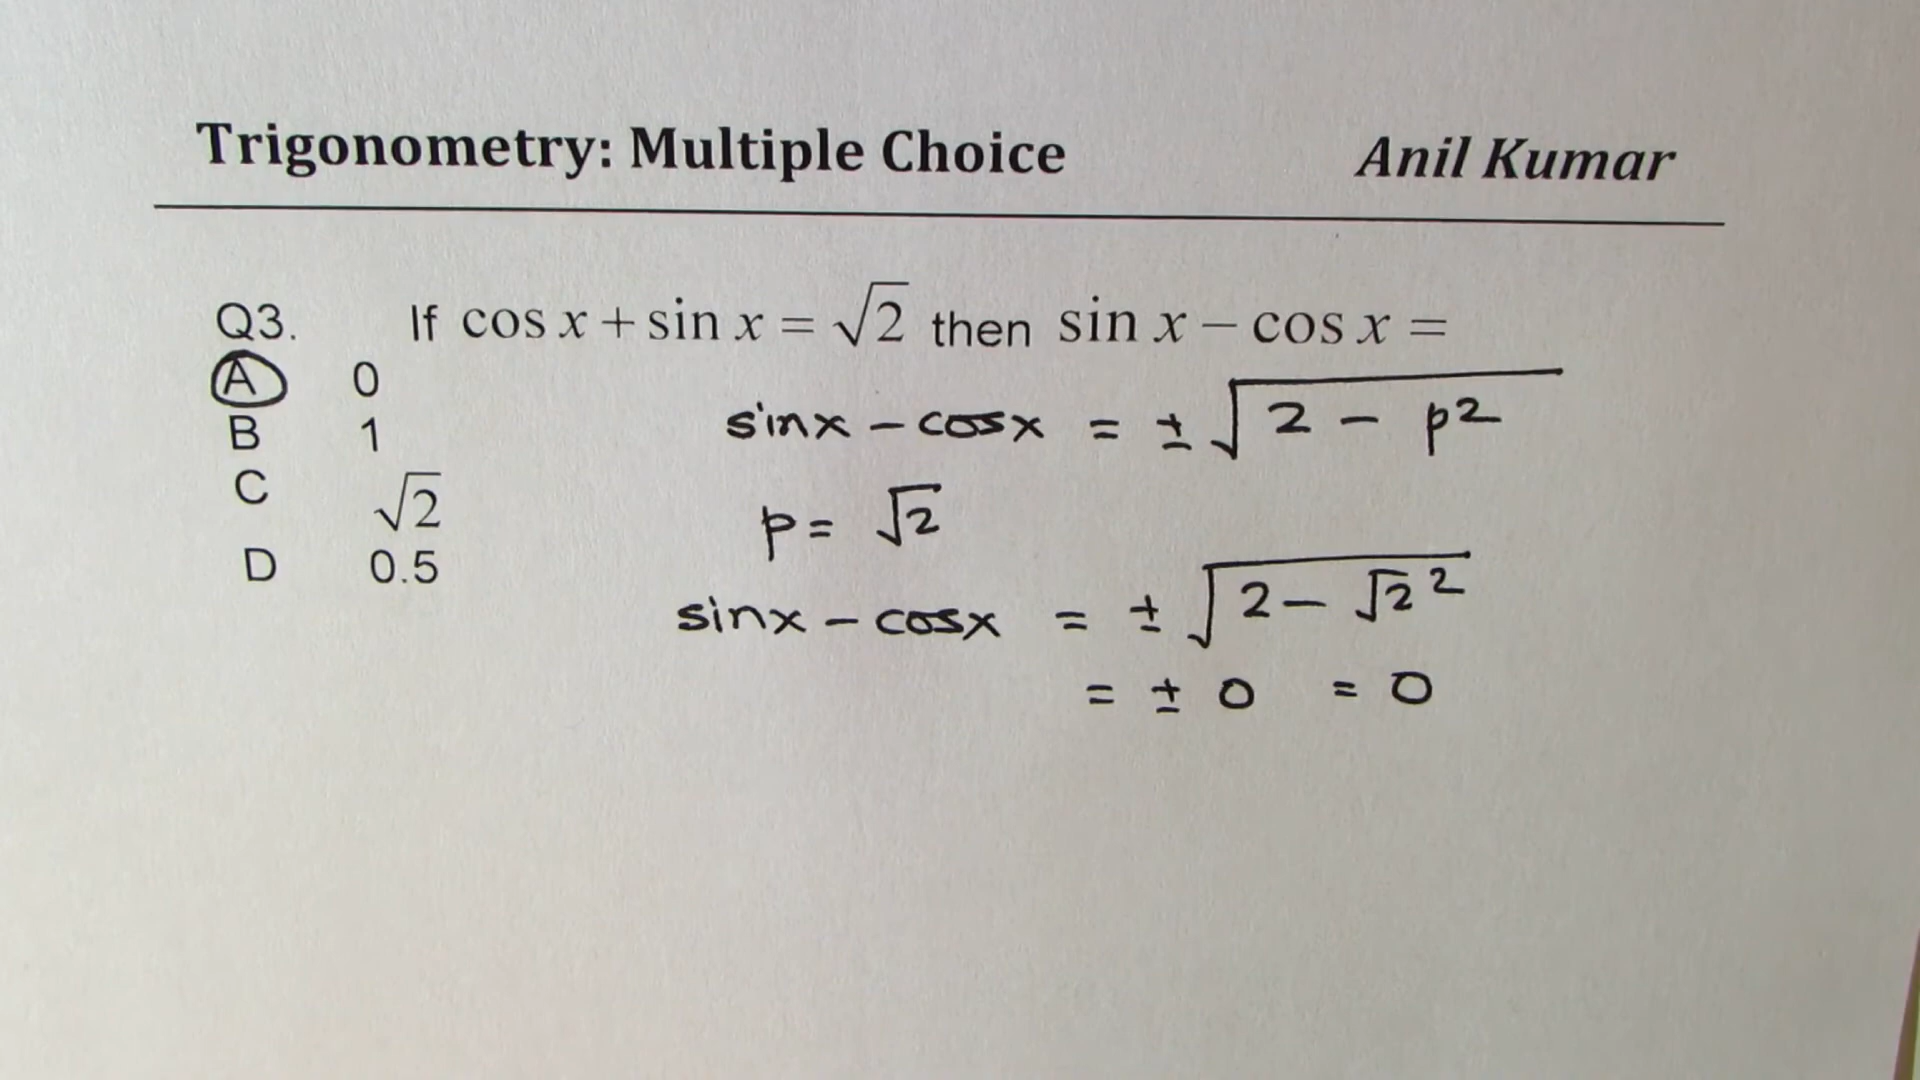 Trigonometry: Multiple Choice Anil Kumar
Q3. If cos x + sin x = √2 then sin x − cos x =
A 0
B 1
C √2
D 0.5
sinx − cosx = ±√(2 − p²)
p = √2
sinx − cosx = ±√(2 − √2²)
= ± 0 = 0